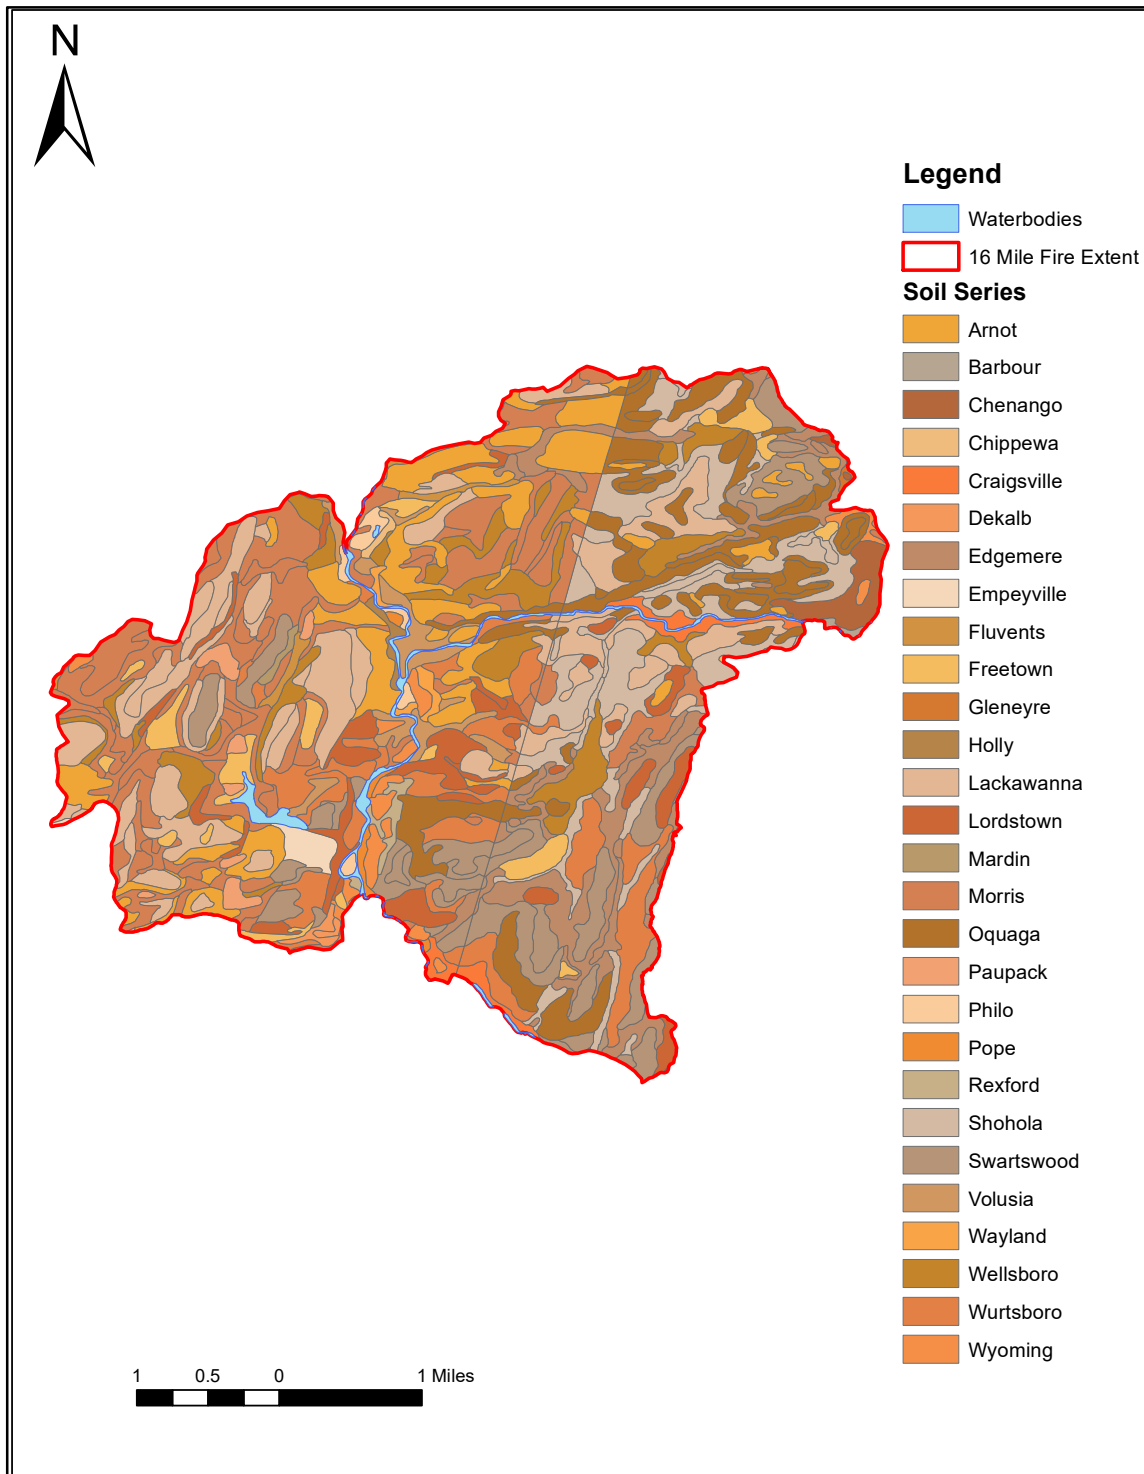 N
Legend
Waterbodies
16 Mile Fire Extent
Soil Series
Arnot
Barbour
Chenango
Chippewa
Craigsville
Dekalb
Edgemere
Empeyville
Fluvents
Freetown
Gleneyre
Holly
Lackawanna
Lordstown
Mardin
Morris
Oquaga
Paupack
Philo
Pope
Rexford
Shohola
Swartswood
Volusia
Wayland
Wellsboro
Wurtsboro
Wyoming
1 0.5 0 1 Miles